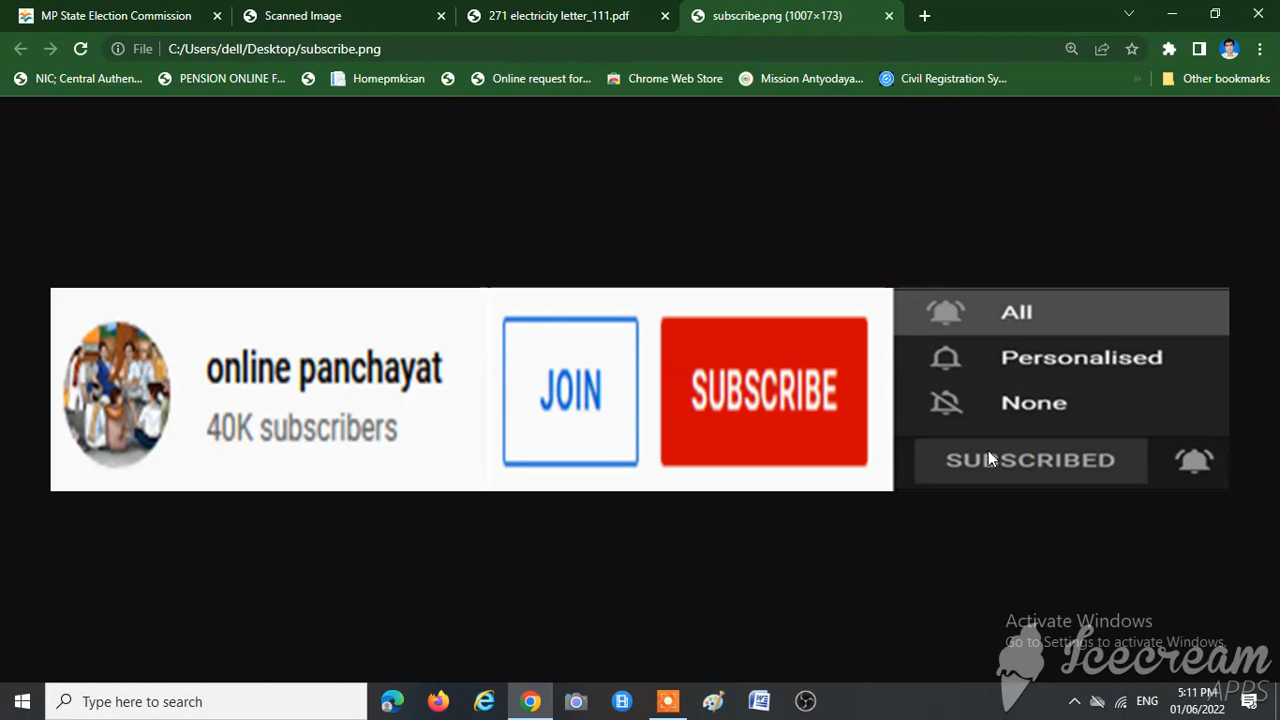 MP State Election Commission
Scanned Image
271 electricity letter_111.pdf
subscribe.png (1007×173)
File
C:/Users/dell/Desktop/subscribe.png
NIC; Central Authen...
PENSION ONLINE F...
Homepmkisan
Online request for...
Chrome Web Store
Mission Antyodaya...
Civil Registration Sy...
Other bookmarks
online panchayat
40K subscribers
JOIN
SUBSCRIBE
All
Personalised
None
SUBSCRIBED
Activate Windows
Go to Settings to activate Windows.
Icecream
APPS
Type here to search
ENG
5:11 PM
01/06/2022